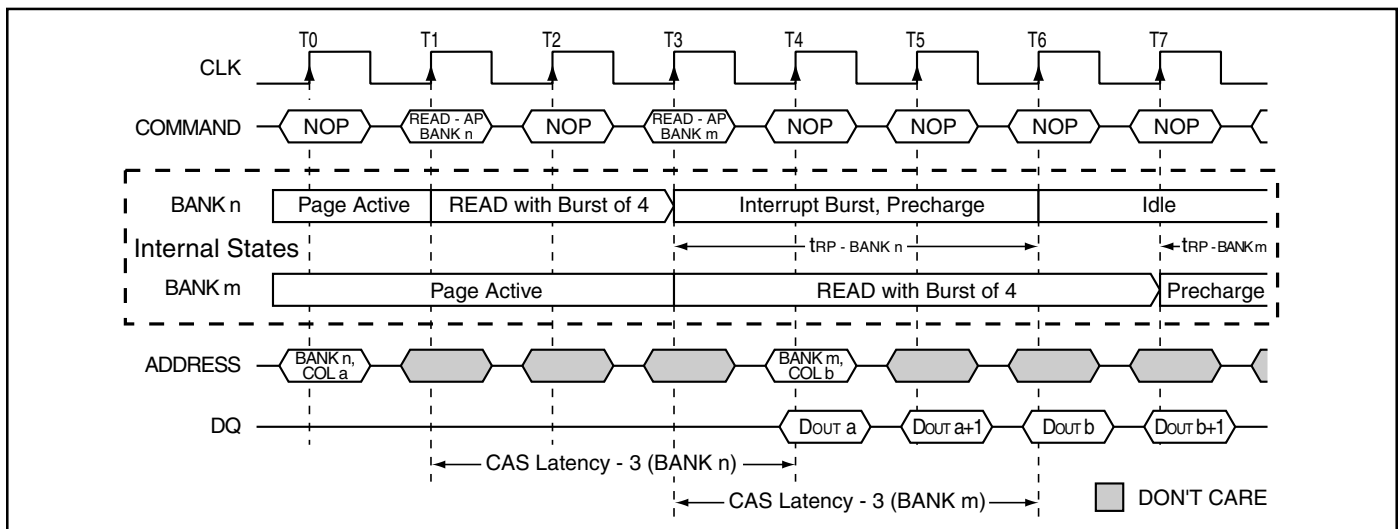 T0 T1 T2 T3 T4 T5 T6 T7
CLK
COMMAND NOP READ - AP BANK n NOP READ - AP BANK m NOP NOP NOP NOP
BANK n Page Active READ with Burst of 4 Interrupt Burst, Precharge Idle
Internal States tRP - BANK n tRP - BANK m
BANK m Page Active READ with Burst of 4 Precharge
ADDRESS BANK n, COL a BANK m, COL b
DQ DOUT a DOUT a+1 DOUT b DOUT b+1
CAS Latency - 3 (BANK n)
CAS Latency - 3 (BANK m) DON'T CARE